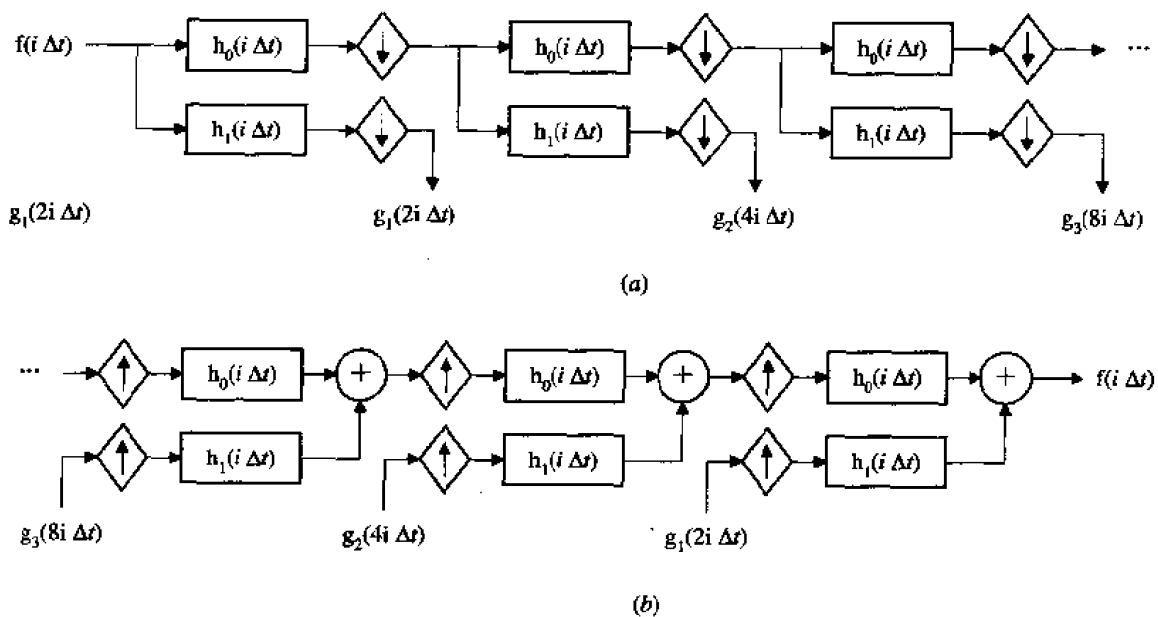 f(i Δt) h₀(i Δt) h₀(i Δt) h₀(i Δt) ...
h₁(i Δt) h₁(i Δt) h₁(i Δt)
g₁(2i Δt) g₁(2i Δt) g₂(4i Δt) g₃(8i Δt)
(a)
... h₀(i Δt) + h₀(i Δt) + h₀(i Δt) + f(i Δt)
h₁(i Δt) h₁(i Δt) h₁(i Δt)
g₃(8i Δt) g₂(4i Δt) g₁(2i Δt)
(b)